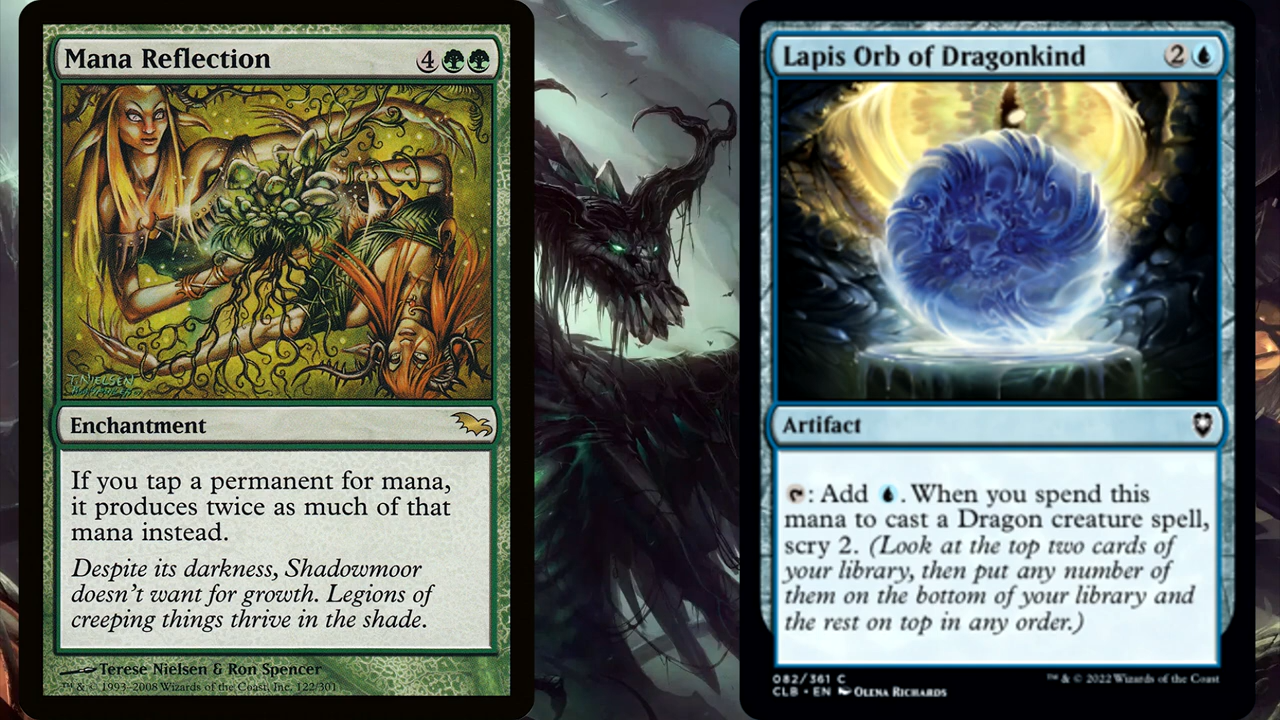 Mana Reflection 4
T. NIELSEN
Enchantment
If you tap a permanent for mana,
it produces twice as much of that
mana instead.
Despite its darkness, Shadowmoor
doesn't want for growth. Legions of
creeping things thrive in the shade.
Terese Nielsen & Ron Spencer
™ & © 1993–2008 Wizards of the Coast, Inc. 122/301
Lapis Orb of Dragonkind 2
Artifact
: Add . When you spend this
mana to cast a Dragon creature spell,
scry 2. (Look at the top two cards of
your library, then put any number of
them on the bottom of your library and
the rest on top in any order.)
082/361 C
™ & © 2022 Wizards of the Coast
CLB • EN Olena Richards